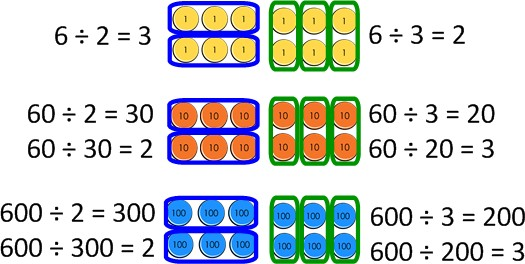 6 ÷ 2 = 3
1 1 1
1 1 1
1 1 1
1 1 1
6 ÷ 3 = 2
60 ÷ 2 = 30
60 ÷ 30 = 2
10 10 10
10 10 10
10 10 10
10 10 10
60 ÷ 3 = 20
60 ÷ 20 = 3
600 ÷ 2 = 300
600 ÷ 300 = 2
100 100 100
100 100 100
100 100 100
100 100 100
600 ÷ 3 = 200
600 ÷ 200 = 3